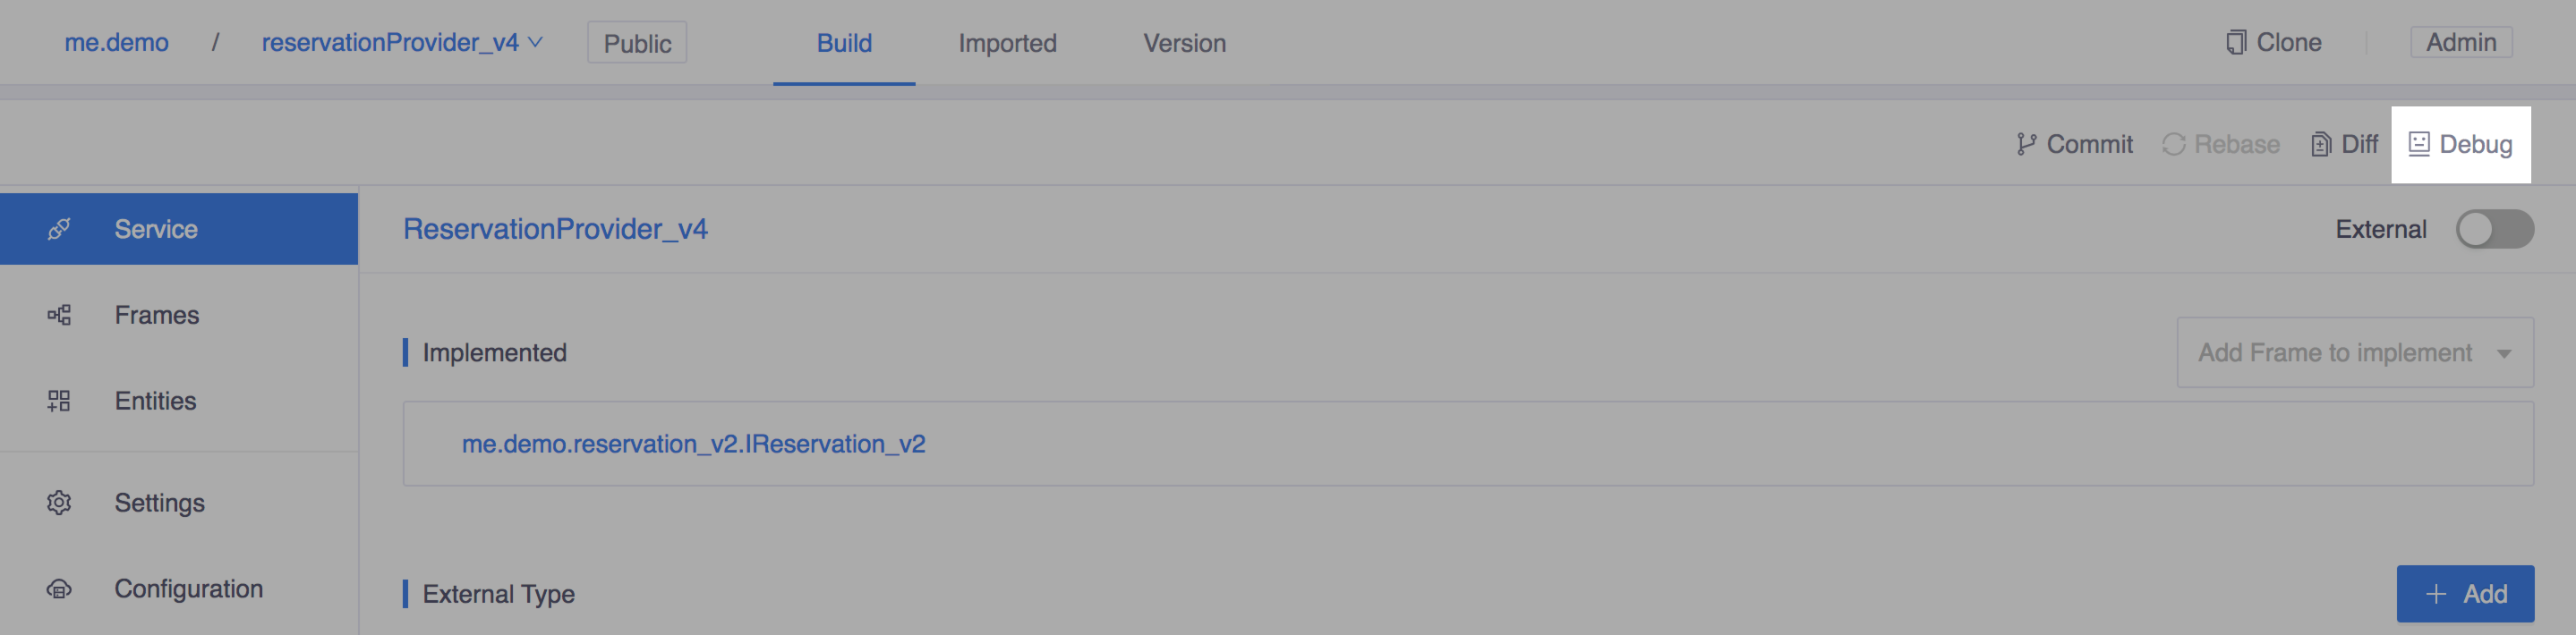 me.demo / reservationProvider_v4 Public Build Imported Version Clone Admin
Commit Rebase Diff Debug
Service
ReservationProvider_v4 External
Frames
Implemented Add Frame to implement
Entities
me.demo.reservation_v2.IReservation_v2
Settings
Configuration
External Type + Add